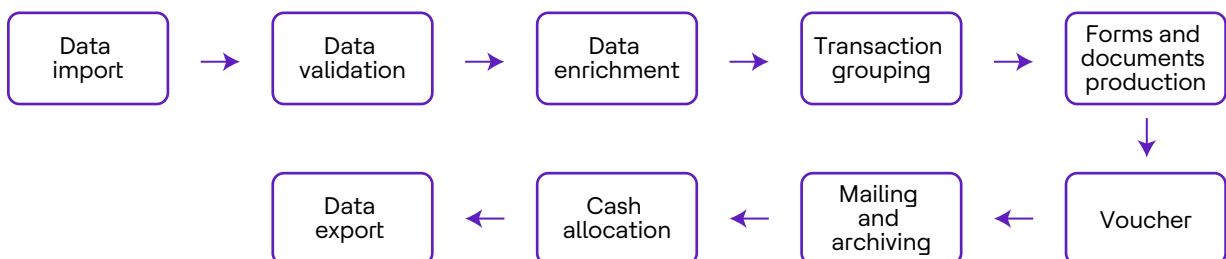 Data
import
Data
validation
Data
enrichment
Transaction
grouping
Forms and
documents
production
Voucher
Mailing
and
archiving
Cash
allocation
Data
export